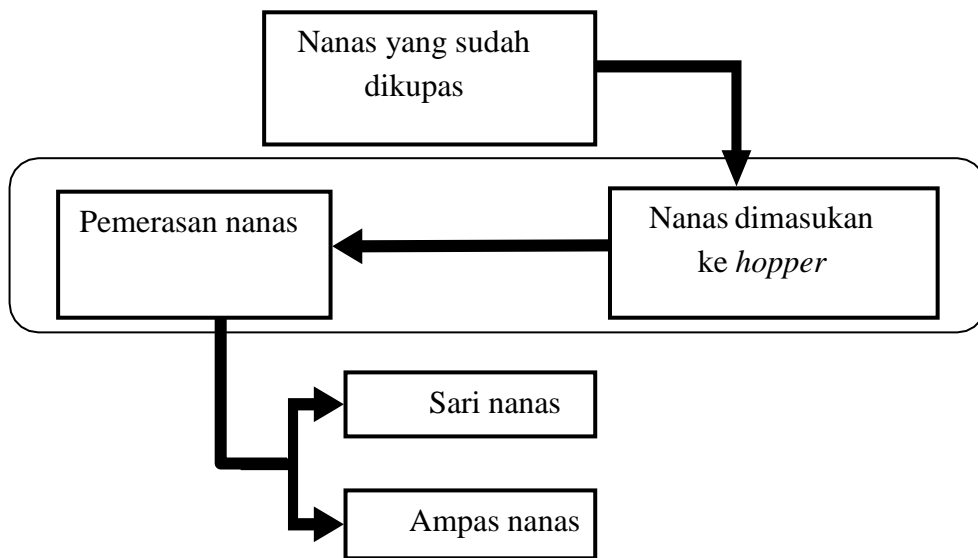 Nanas yang sudah
dikupas
Nanas dimasukan
ke hopper
Pemerasan nanas
Sari nanas
Ampas nanas